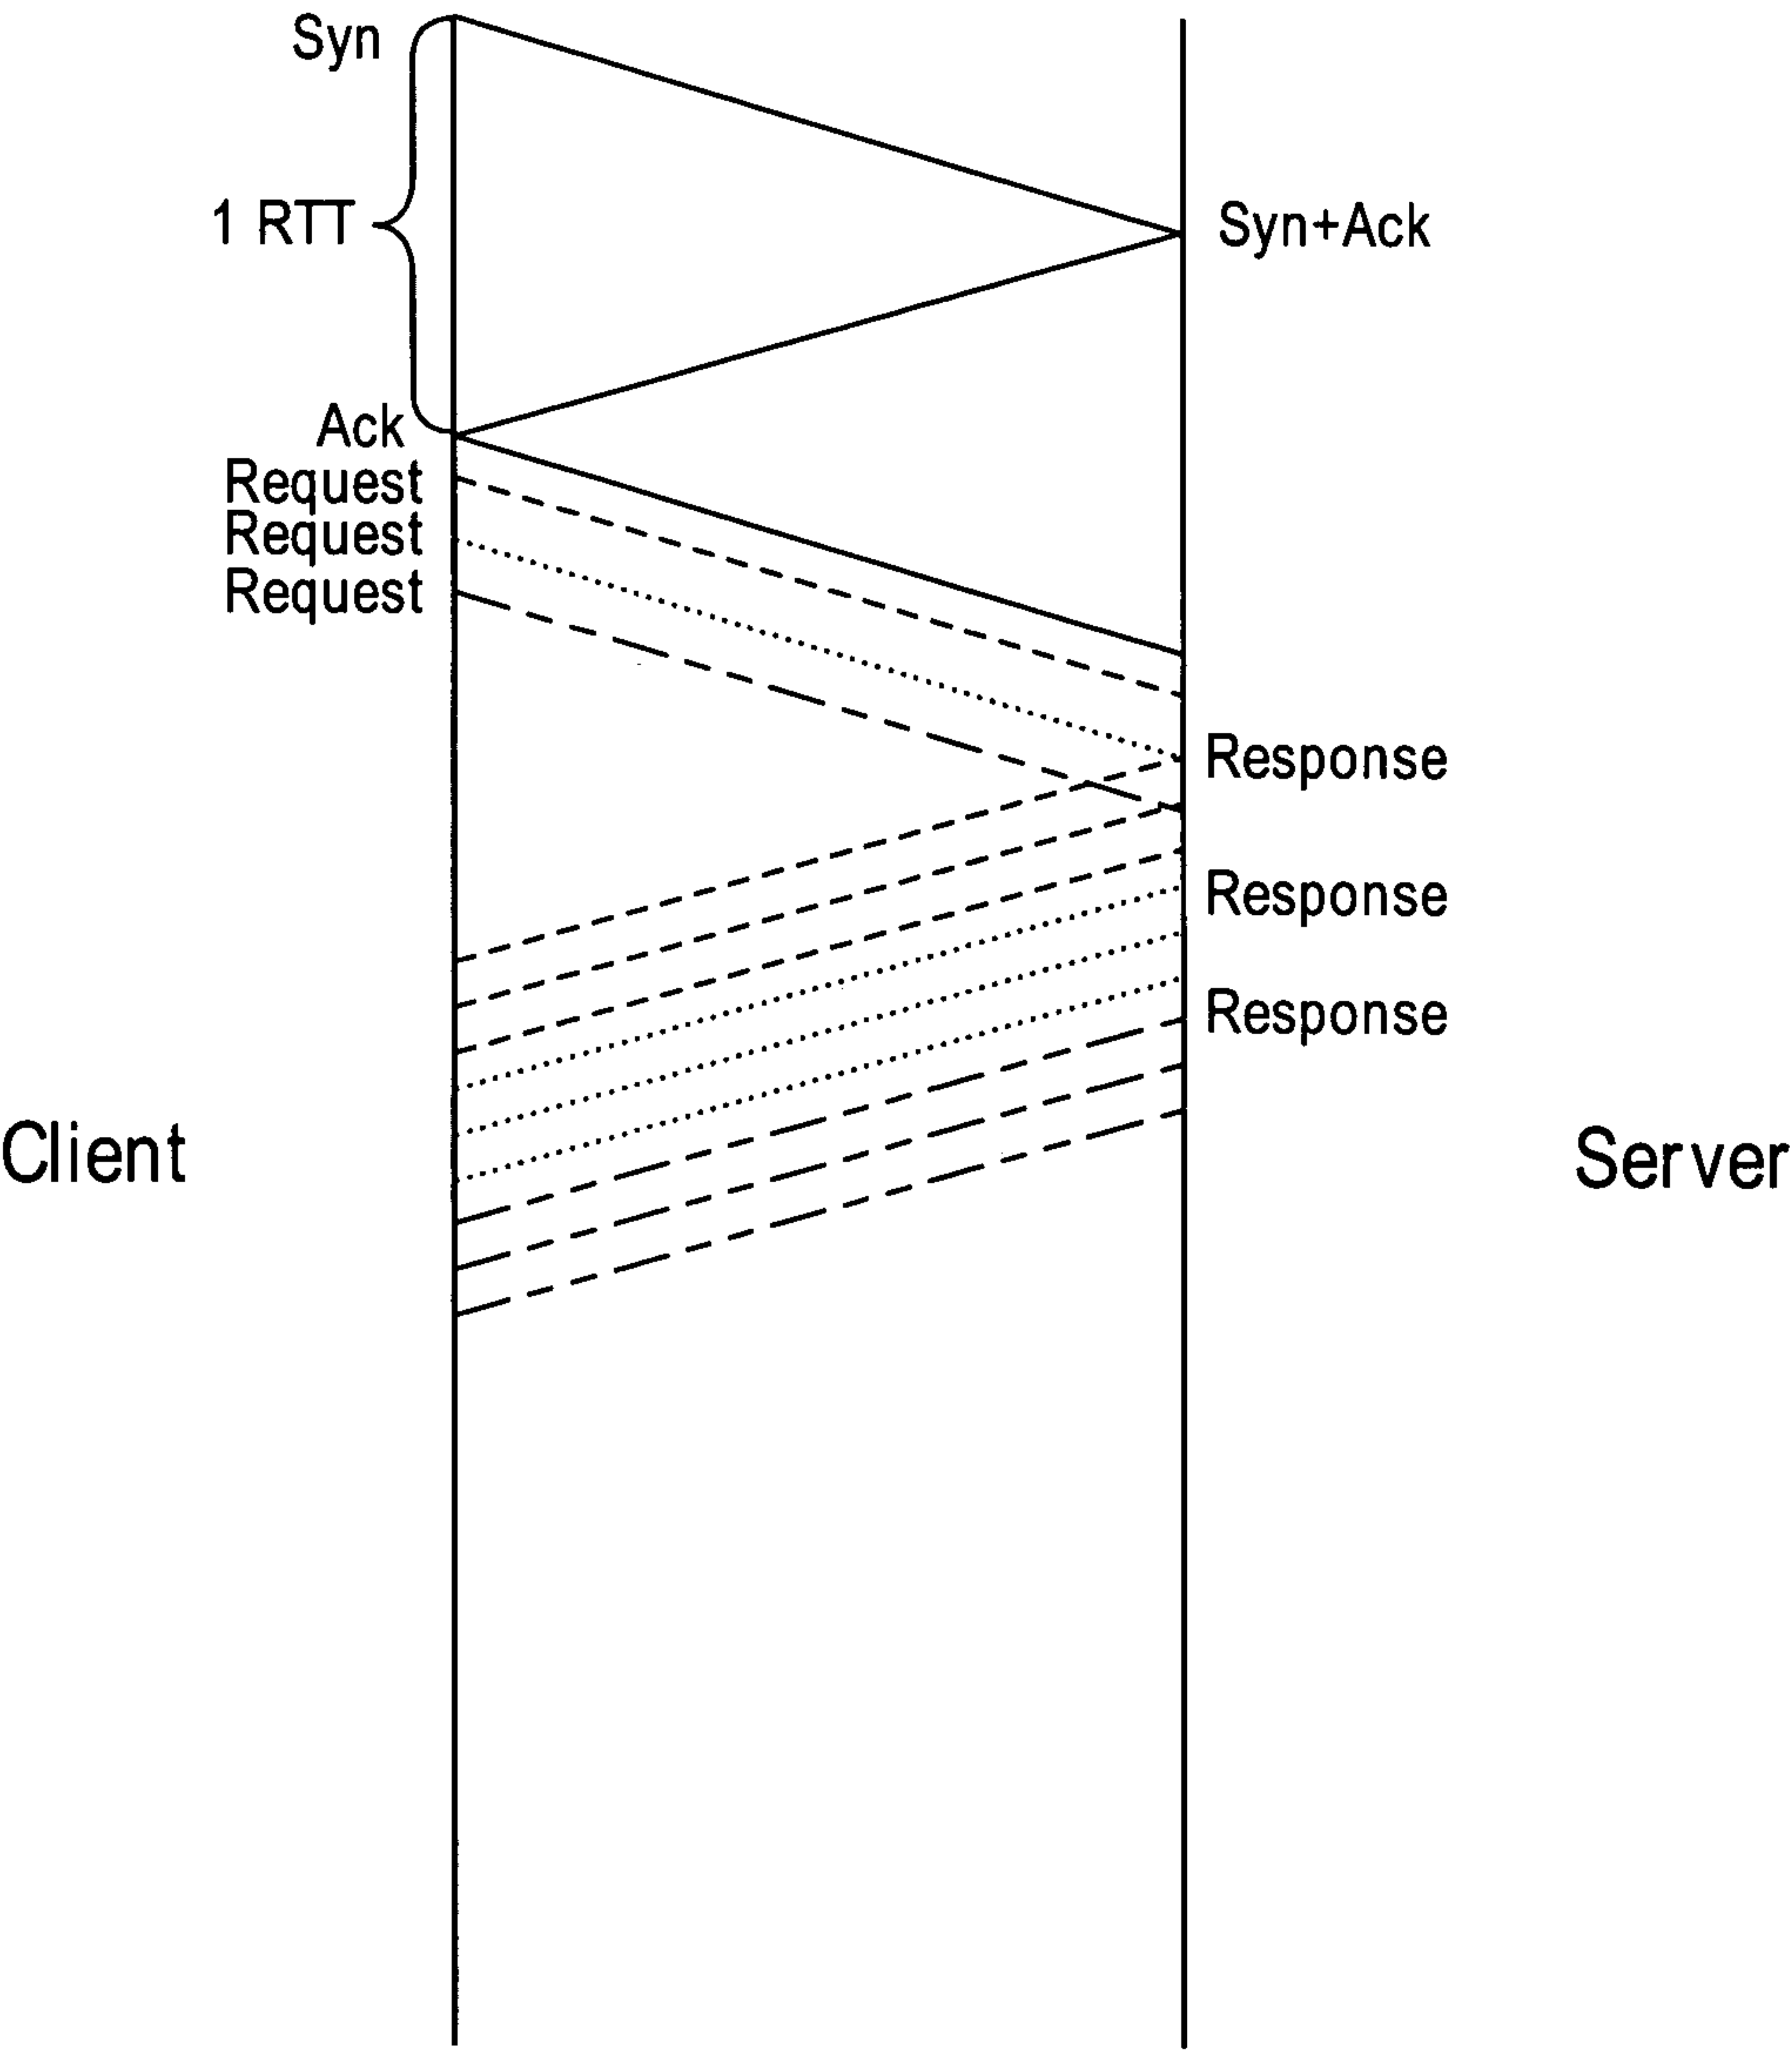 Syn
1 RTT
Syn+Ack
Ack
Request
Request
Request
Response
Response
Response
Client
Server